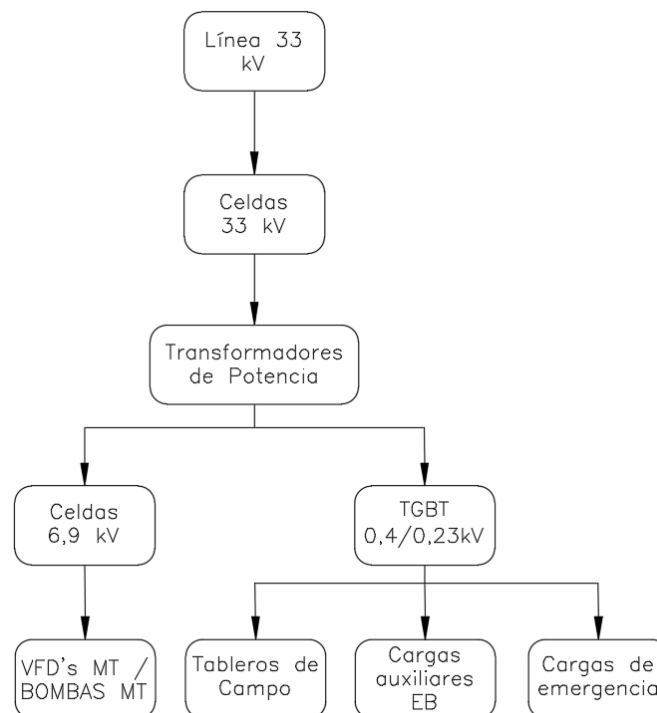 Línea 33
kV
Celdas
33 kV
Transformadores
de Potencia
Celdas
6,9 kV
TGBT
0,4/0,23kV
VFD's MT /
BOMBAS MT
Tableros de
Campo
Cargas
auxiliares
EB
Cargas de
emergencia